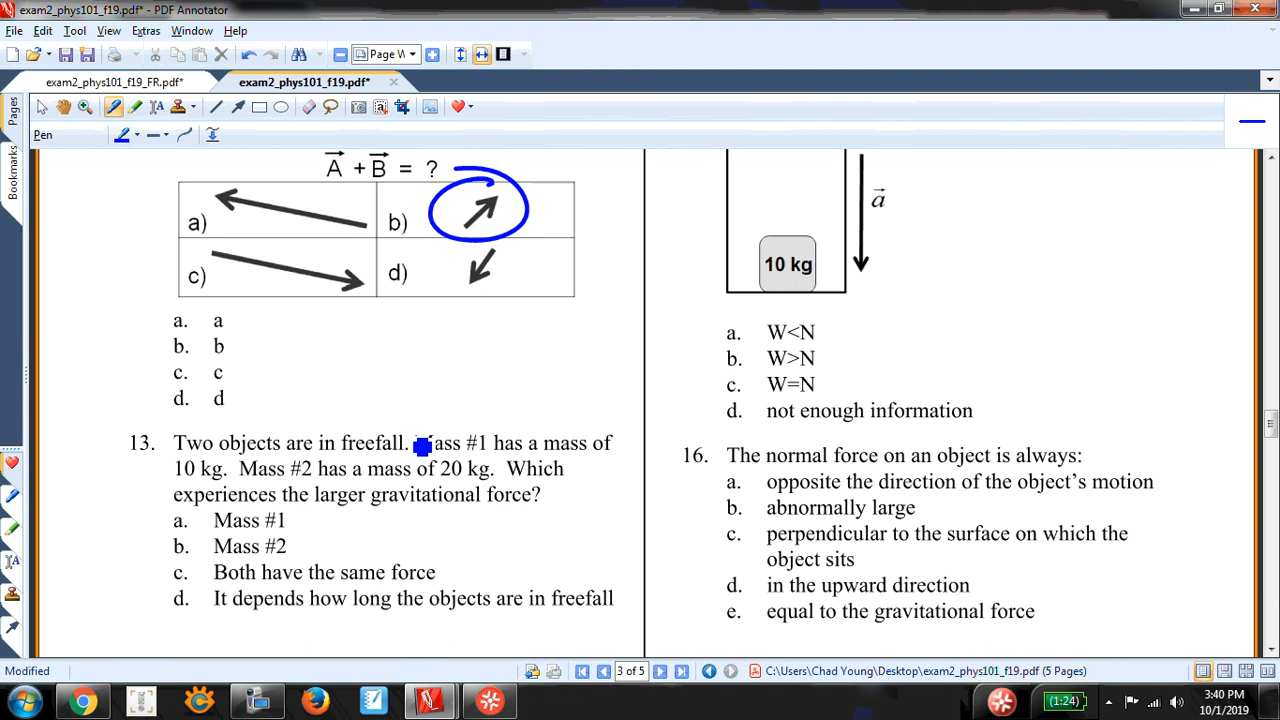 exam2_phys101_f19.pdf* - PDF Annotator
File Edit Tool View Extras Window Help
Page W
exam2_phys101_f19_FR.pdf* exam2_phys101_f19.pdf*
Pen
Pages
Bookmarks
A + B = ?
a) b)
c) d)
a. a
b. b
c. c
d. d
13. Two objects are in freefall. Mass #1 has a mass of
10 kg. Mass #2 has a mass of 20 kg. Which
experiences the larger gravitational force?
a. Mass #1
b. Mass #2
c. Both have the same force
d. It depends how long the objects are in freefall
a
10 kg
a. W<N
b. W>N
c. W=N
d. not enough information
16. The normal force on an object is always:
a. opposite the direction of the object's motion
b. abnormally large
c. perpendicular to the surface on which the
object sits
d. in the upward direction
e. equal to the gravitational force
Modified 3 of 5 C:\Users\Chad Young\Desktop\exam2_phys101_f19.pdf (5 Pages)
(1:24) 3:40 PM
10/1/2019